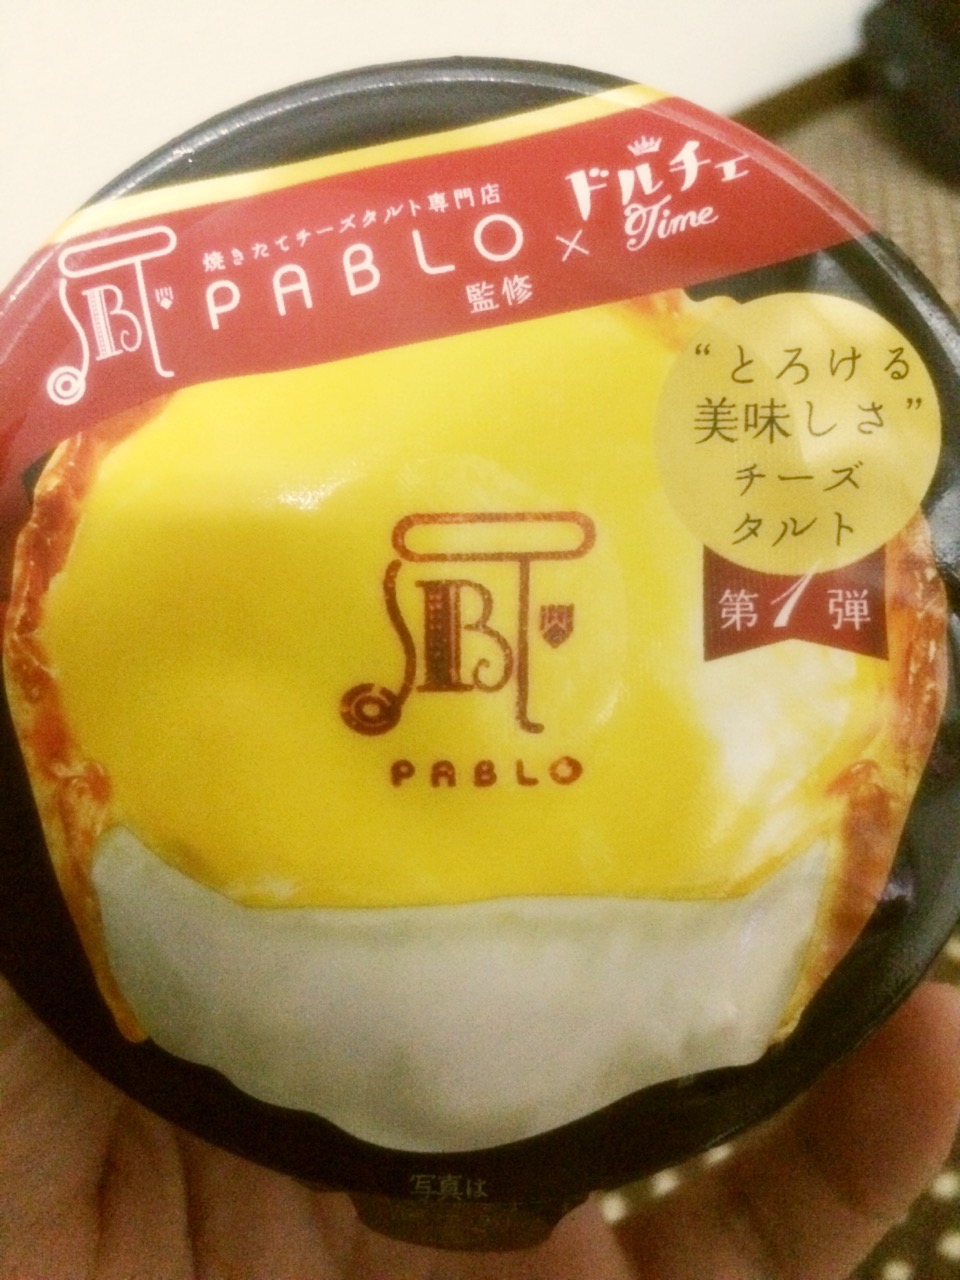 焼きたてチーズタルト専門店
PABLO
監修
×
ドルチェ
Time
“とろける
美味しさ”
チーズ
タルト
第1弾
PABLO
写真は